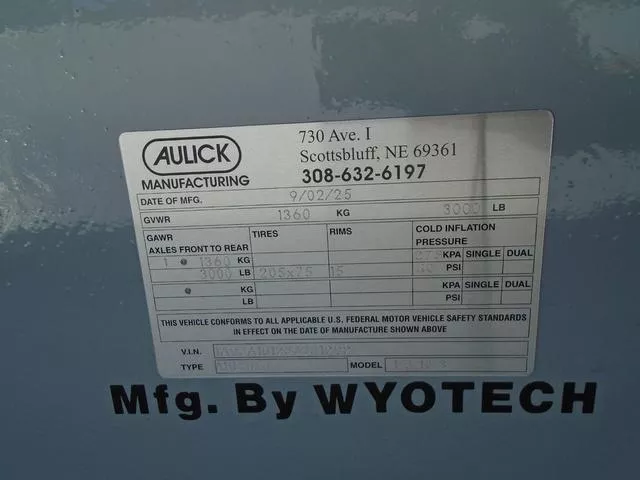 AULICK
MANUFACTURING
730 Ave. I
Scottsbluff, NE 69361
308-632-6197
DATE OF MFG. 9/02/25
GVWR 1360 KG 3000 LB
GAWR TIRES RIMS COLD INFLATION
AXLES FRONT TO REAR PRESSURE
1 @ 1360 KG KPA SINGLE DUAL
3000 LB 205x75 15 PSI
@ KG KPA SINGLE DUAL
LB PSI
THIS VEHICLE CONFORMS TO ALL APPLICABLE U.S. FEDERAL MOTOR VEHICLE SAFETY STANDARDS
IN EFFECT ON THE DATE OF MANUFACTURE SHOWN ABOVE
V.I.N.
TYPE MODEL
Mfg. By WYOTECH